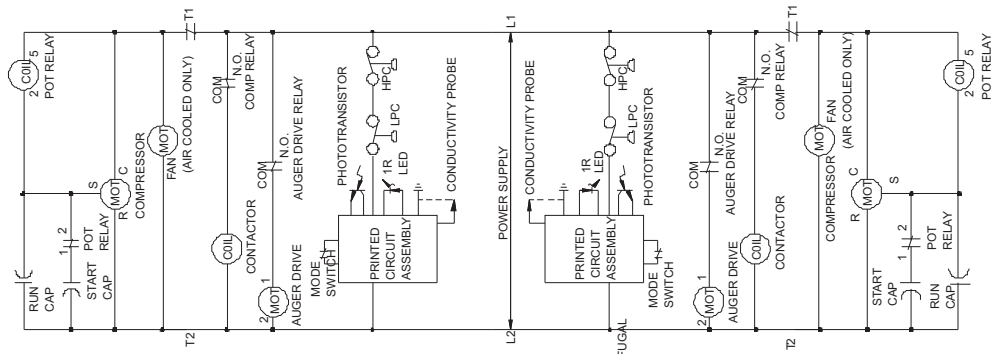 T1
L1
T1
COIL
2
5
POT RELAY
COM
N.O.
COMP RELAY
MOT
FAN
(AIR COOLED ONLY)
COM
N.O.
AUGER DRIVE RELAY
HPC
LPC
PHOTOTRANSISTOR
1R
LED
CONDUCTIVITY PROBE
S
R
MOT
C
COMPRESSOR
1
2
POT
RELAY
START
CAP
RUN
CAP
COIL
CONTACTOR
2
MOT
1
AUGER DRIVE
MODE
SWITCH
PRINTED
CIRCUIT
ASSEMBLY
T2
POWER SUPPLY
L2
CONDUCTIVITY PROBE
1R
LED
PHOTOTRANSISTOR
LPC
HPC
PRINTED
CIRCUIT
ASSEMBLY
MODE
SWITCH
FUGAL
COM
N.O.
AUGER DRIVE RELAY
2
MOT
1
AUGER DRIVE
COM
N.O.
COMP RELAY
COIL
CONTACTOR
MOT
FAN
(AIR COOLED ONLY)
COMPRESSOR
R
MOT
C
S
1
2
POT
RELAY
START
CAP
RUN
CAP
COIL
2
5
POT RELAY
T2